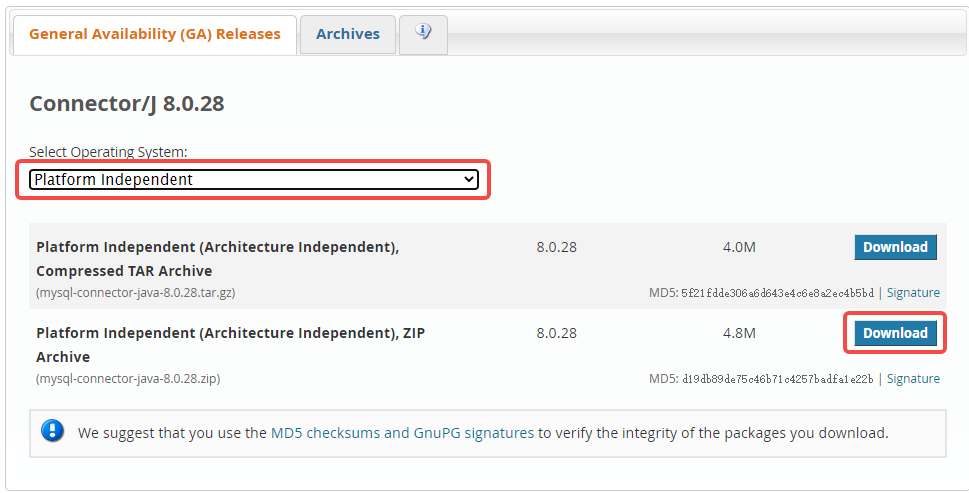 General Availability (GA) Releases
Archives
Connector/J 8.0.28
Select Operating System:
Platform Independent
Platform Independent (Architecture Independent), 8.0.28 4.0M Download
Compressed TAR Archive
(mysql-connector-java-8.0.28.tar.gz) MD5: 5f21fdde306a6d643e4c6e8a2ec4b5bd | Signature
Platform Independent (Architecture Independent), ZIP 8.0.28 4.8M Download
Archive
(mysql-connector-java-8.0.28.zip) MD5: d19db89de75c46b71c4257badfa1e22b | Signature
We suggest that you use the MD5 checksums and GnuPG signatures to verify the integrity of the packages you download.